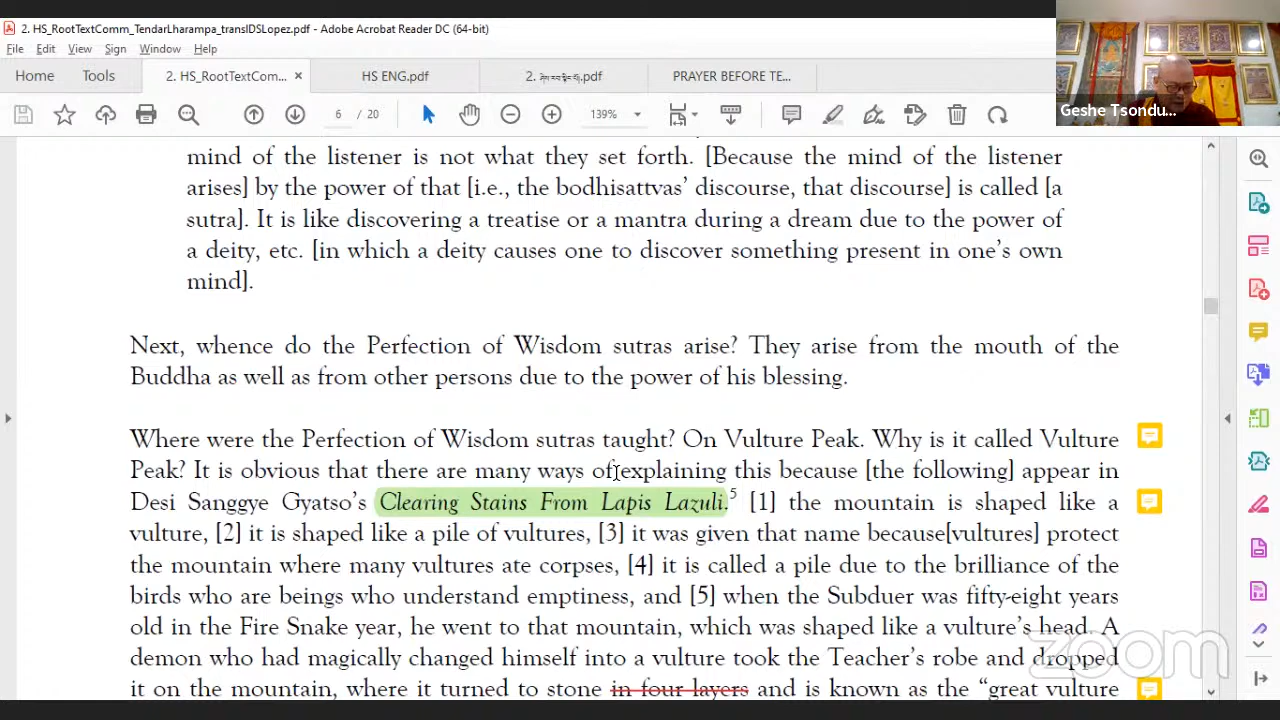 2. HS_RootTextComm_TendarLharampa_transIDSLopez.pdf - Adobe Acrobat Reader DC (64-bit)
File Edit View Sign Window Help
Home Tools 2. HS_RootTextCom... × HS ENG.pdf 2. PRAYER BEFORE TE...
6 / 20 139%
Geshe Tsondu...
mind of the listener is not what they set forth. [Because the mind of the listener
arises] by the power of that [i.e., the bodhisattvas’ discourse, that discourse] is called [a
sutra]. It is like discovering a treatise or a mantra during a dream due to the power of
a deity, etc. [in which a deity causes one to discover something present in one’s own
mind].
Next, whence do the Perfection of Wisdom sutras arise? They arise from the mouth of the
Buddha as well as from other persons due to the power of his blessing.
Where were the Perfection of Wisdom sutras taught? On Vulture Peak. Why is it called Vulture
Peak? It is obvious that there are many ways of explaining this because [the following] appear in
Desi Sanggye Gyatso’s Clearing Stains From Lapis Lazuli.5 [1] the mountain is shaped like a
vulture, [2] it is shaped like a pile of vultures, [3] it was given that name because[vultures] protect
the mountain where many vultures ate corpses, [4] it is called a pile due to the brilliance of the
birds who are beings who understand emptiness, and [5] when the Subduer was fifty-eight years
old in the Fire Snake year, he went to that mountain, which was shaped like a vulture’s head. A
demon who had magically changed himself into a vulture took the Teacher’s robe and dropped
it on the mountain, where it turned to stone in four layers and is known as the “great vulture
zoom